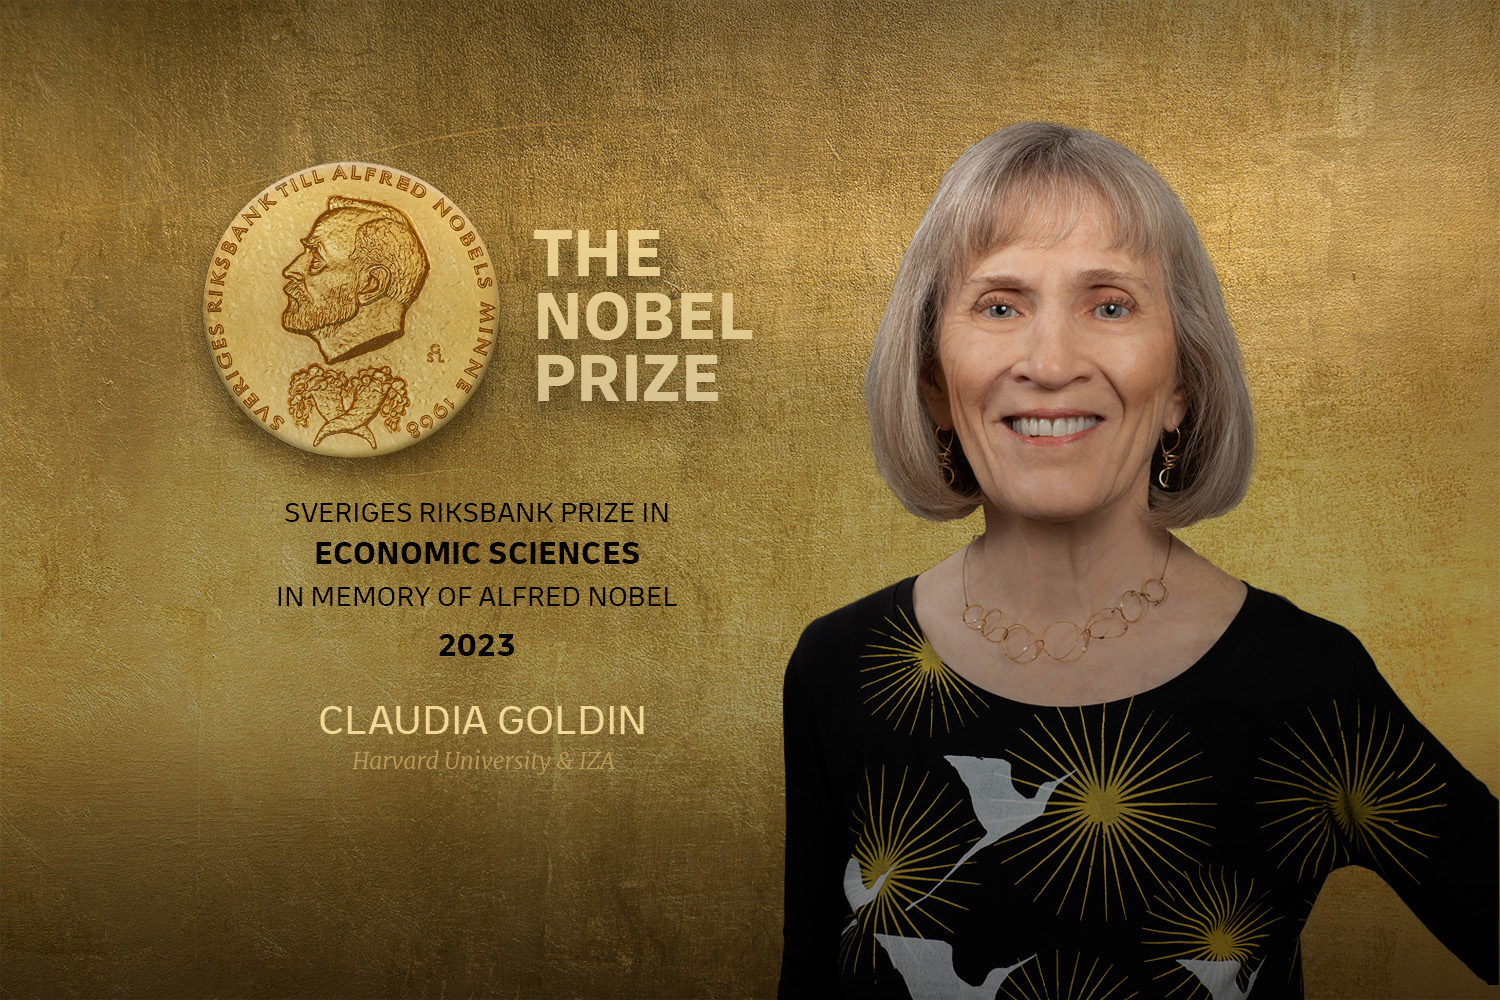 SVERIGES RIKSBANK TILL ALFRED NOBELS MINNE 1968
THE
NOBEL
PRIZE
SVERIGES RIKSBANK PRIZE IN
ECONOMIC SCIENCES
IN MEMORY OF ALFRED NOBEL
2023
CLAUDIA GOLDIN
Harvard University & IZA